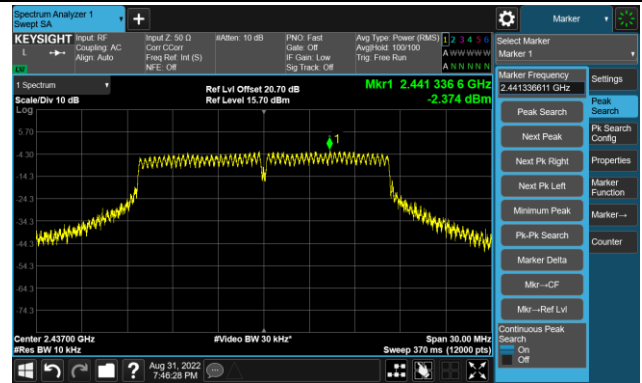 Spectrum Analyzer 1
Swept SA
Marker
KEYSIGHT
L
Input: RF
Coupling: AC
Align: Auto
Input Z: 50 Ω
Corr CCorr
Freq Ref: Int (S)
NFE: Off
#Atten: 10 dB
PNO: Fast
Gate: Off
IF Gain: Low
Sig Track: Off
Avg Type: Power (RMS)
Avg|Hold: 100/100
Trig: Free Run
1 2 3 4 5 6
A W W W W W
A N N N N N
Select Marker
Marker 1
1 Spectrum
Scale/Div 10 dB
Log
Ref Lvl Offset 20.70 dB
Ref Level 15.70 dBm
Mkr1 2.441 336 6 GHz
-2.374 dBm
1
5.70
-4.30
-14.3
-24.3
-34.3
-44.3
-54.3
-64.3
-74.3
Center 2.43700 GHz
#Res BW 10 kHz
#Video BW 30 kHz*
Span 30.00 MHz
Sweep 370 ms (12000 pts)
Marker Frequency
2.441336611 GHz
Peak Search
Next Peak
Next Pk Right
Next Pk Left
Minimum Peak
Pk-Pk Search
Marker Delta
Mkr→CF
Mkr→Ref Lvl
Continuous Peak
Search
On
Off
Settings
Peak
Search
Pk Search
Config
Properties
Marker
Function
Marker→
Counter
?
Aug 31, 2022
7:46:28 PM